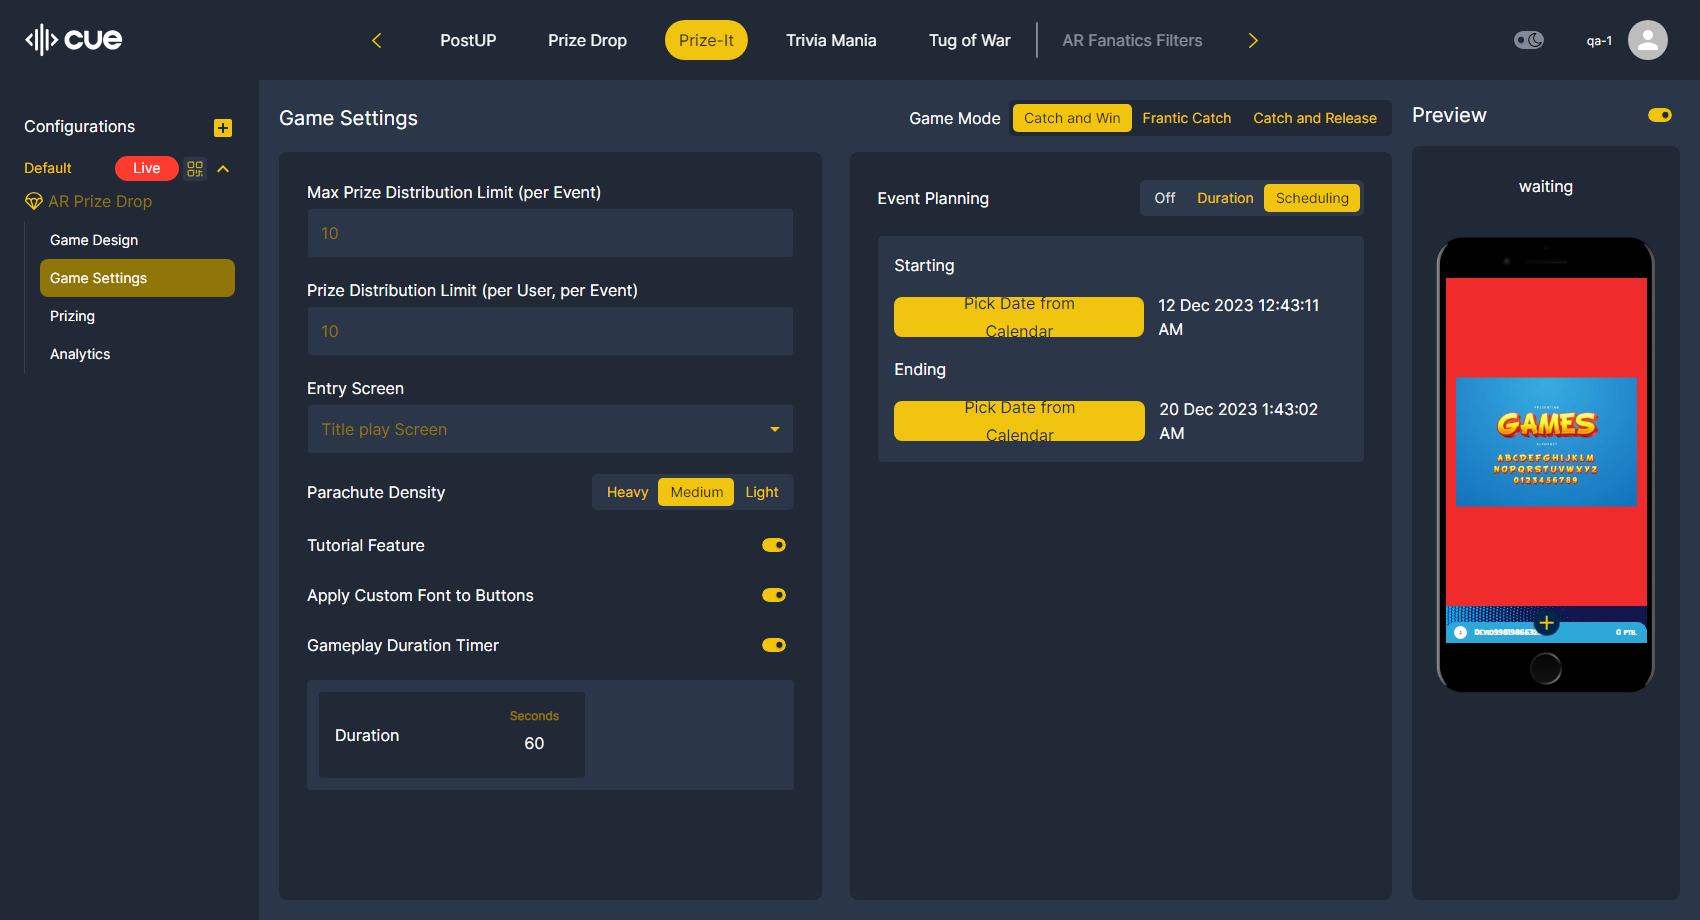 cue
PostUP
Prize Drop
Prize-It
Trivia Mania
Tug of War
AR Fanatics Filters
qa-1
Configurations
Default
Live
AR Prize Drop
Game Design
Game Settings
Prizing
Analytics
Game Settings
Game Mode
Catch and Win
Frantic Catch
Catch and Release
Max Prize Distribution Limit (per Event)
10
Prize Distribution Limit (per User, per Event)
10
Entry Screen
Title play Screen
Parachute Density
Heavy
Medium
Light
Tutorial Feature
Apply Custom Font to Buttons
Gameplay Duration Timer
Duration
Seconds
60
Event Planning
Off
Duration
Scheduling
Starting
Pick Date from
Calendar
12 Dec 2023 12:43:11
AM
Ending
Pick Date from
Calendar
20 Dec 2023 1:43:02
AM
Preview
waiting
PRESENTING
GAMES
ALPHABET
ABCDEFGHIJKLM
NOPQRSTUVWXYZ
0123456789
0 PTS.